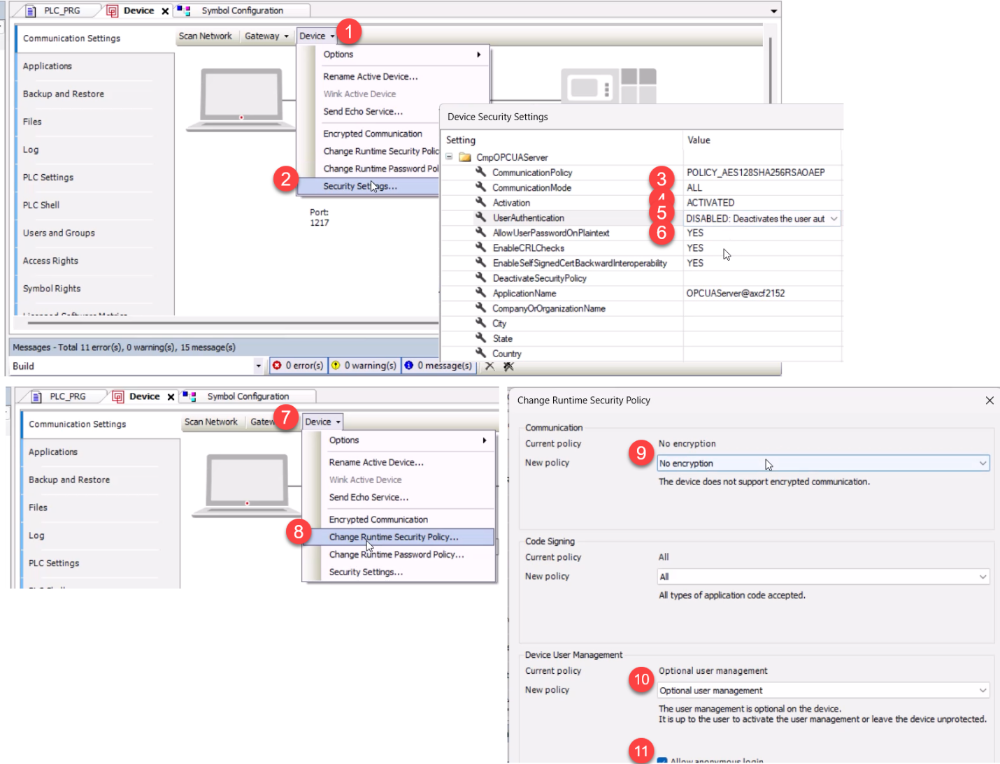 PLC_PRG
Device
Symbol Configuration
Communication Settings
Scan Network
Gateway
Device
1
Options
Applications
Rename Active Device...
Backup and Restore
Wink Active Device
Send Echo Service...
Files
Encrypted Communication
Change Runtime Security Polic
Log
Change Runtime Password Pol
2
Security Settings...
PLC Settings
PLC Shell
Port:
1217
Users and Groups
Access Rights
Symbol Rights
Licensed Software Metrics
Messages - Total 11 error(s), 0 warning(s), 15 message(s)
Build
0 error(s)
0 warning(s)
0 message(s)
Device Security Settings
Setting Value
CmpOPCUAServer
CommunicationPolicy POLICY_AES128SHA256RSAOAEP
3
CommunicationMode ALL
4
Activation ACTIVATED
5
UserAuthentication DISABLED: Deactivates the user aut
6
AllowUserPasswordOnPlaintext YES
EnableCRLChecks YES
EnableSelfSignedCertBackwardInteroperability YES
DeactivateSecurityPolicy
ApplicationName OPCUAServer@axcf2152
CompanyOrOrganizationName
City
State
Country
PLC_PRG
Device
Symbol Configuration
Communication Settings
Scan Network
Gatew
7
Device
Options
Applications
Rename Active Device...
Backup and Restore
Wink Active Device
Send Echo Service...
Files
Encrypted Communication
8
Change Runtime Security Policy...
Log
Change Runtime Password Policy...
PLC Settings
Security Settings...
Change Runtime Security Policy
Communication
Current policy No encryption
9
New policy No encryption
The device does not support encrypted communication.
Code Signing
Current policy All
New policy All
All types of application code accepted.
Device User Management
Current policy Optional user management
10
New policy Optional user management
The user management is optional on the device.
It is up to the user to activate the user management or leave the device unprotected.
11
Allow anonymous login